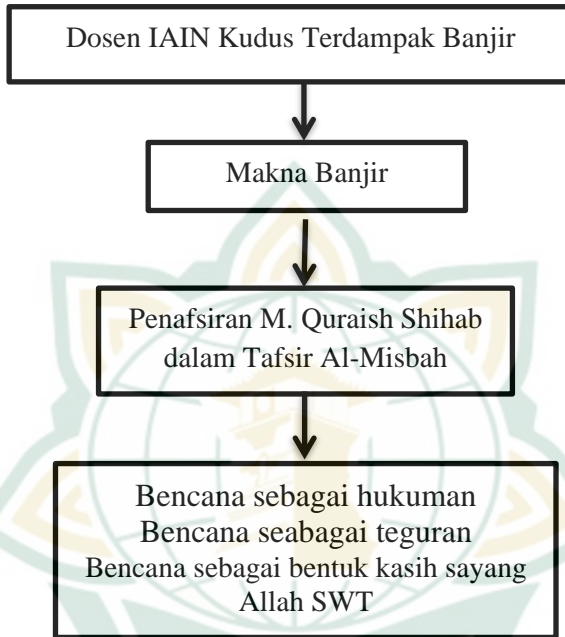 Dosen IAIN Kudus Terdampak Banjir
Makna Banjir
Penafsiran M. Quraish Shihab
dalam Tafsir Al-Misbah
Bencana sebagai hukuman
Bencana seabagai teguran
Bencana sebagai bentuk kasih sayang
Allah SWT